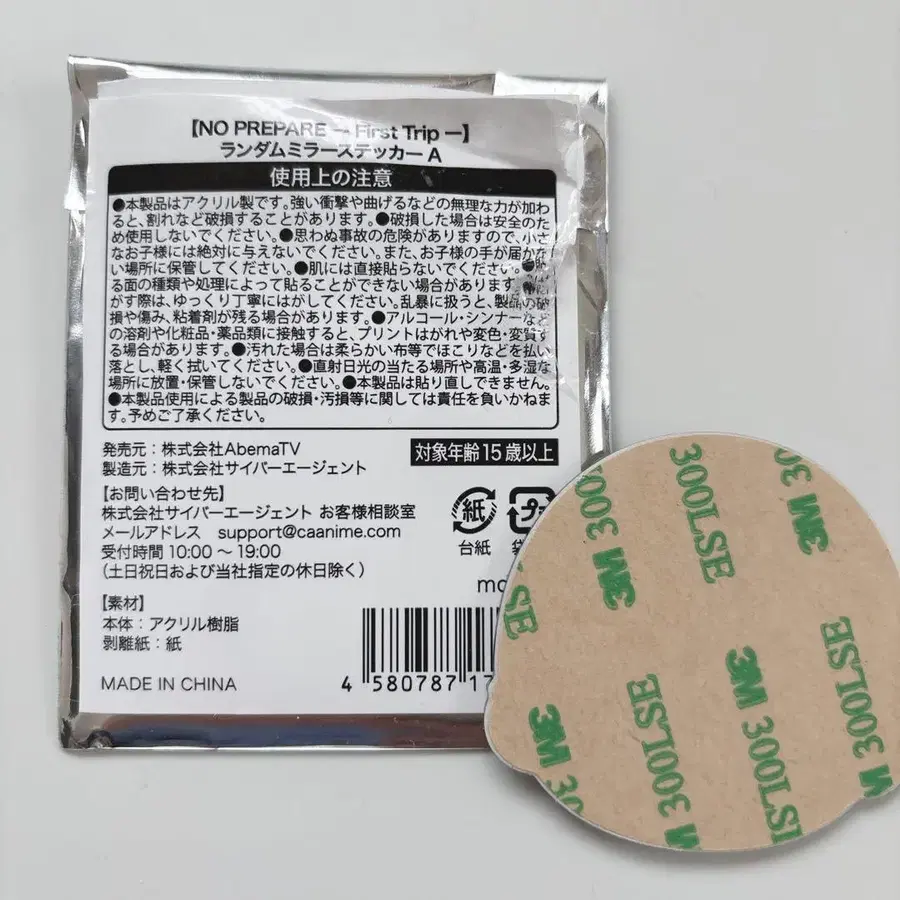 【NO PREPARE ー First Trip ー】
ランダムミラーステッカー A
使用上の注意
●本製品はアクリル製です。強い衝撃や曲げるなどの無理な力が加わ
ると、割れなど破損することがあります。●破損した場合は安全のた
め使用しないでください。●思わぬ事故の危険がありますので、小さ
なお子様には絶対に与えないでください。また、お子様の手が届かな
い場所に保管してください。●肌には直接貼らないでください。●貼
る面の種類や処理によって貼ることができない場合があります。●
がす際は、ゆっくり丁寧にはがしてください。乱暴に扱うと、製品の破
損や傷み、粘着剤が残る場合があります。●アルコール・シンナーなど
の溶剤や化粧品・薬品類に接触すると、プリントはがれや変色・変質す
る場合があります。●汚れた場合は柔らかい布等でほこりなどを払い
落とし、軽く拭いてください。●直射日光の当たる場所や高温・多湿な
場所に放置・保管しないでください。●本製品は貼り直しできません。
●本製品使用による製品の破損・汚損等に関しては責任を負いかねま
す。予めご了承ください。
発売元：株式会社AbemaTV
製造元：株式会社サイバーエージェント
対象年齢15歳以上
【お問い合わせ先】
株式会社サイバーエージェント お客様相談室
メールアドレス support@caanime.com
受付時間 10:00 〜 19:00
（土日祝日および当社指定の休日除く）
紙
プラ
台紙
袋
【素材】
本体：アクリル樹脂
剥離紙：紙
MADE IN CHINA
4 580787 17
3M 300LSE
300LSE
3M
3M 300LSE
3M 300LSE
3M 300LSE
3M 300LSE